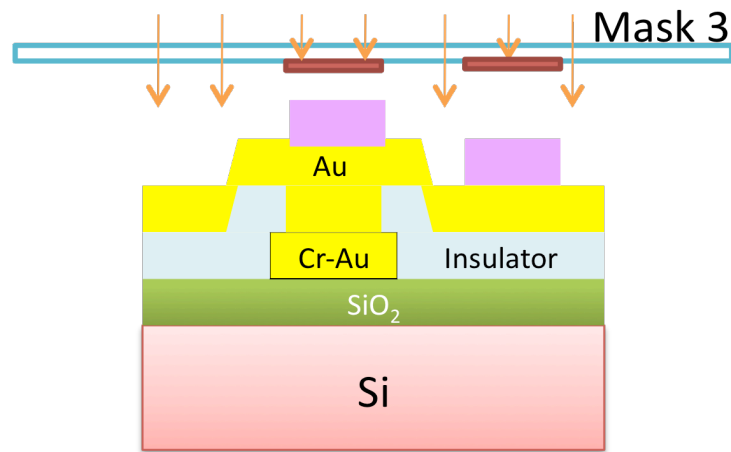 Mask 3
Au
Cr-Au
Insulator
SiO₂
Si